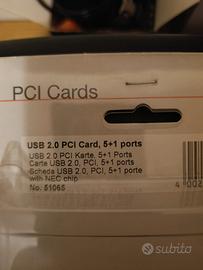 PCI Cards
USB 2.0 PCI Card, 5+1 ports
USB 2.0 PCI Karte, 5+1 Ports
Carte USB 2.0, PCI, 5+1 ports
Scheda USB 2.0, PCI, 5+1 porte
with NEC chip
No. 51065
4 002
subito